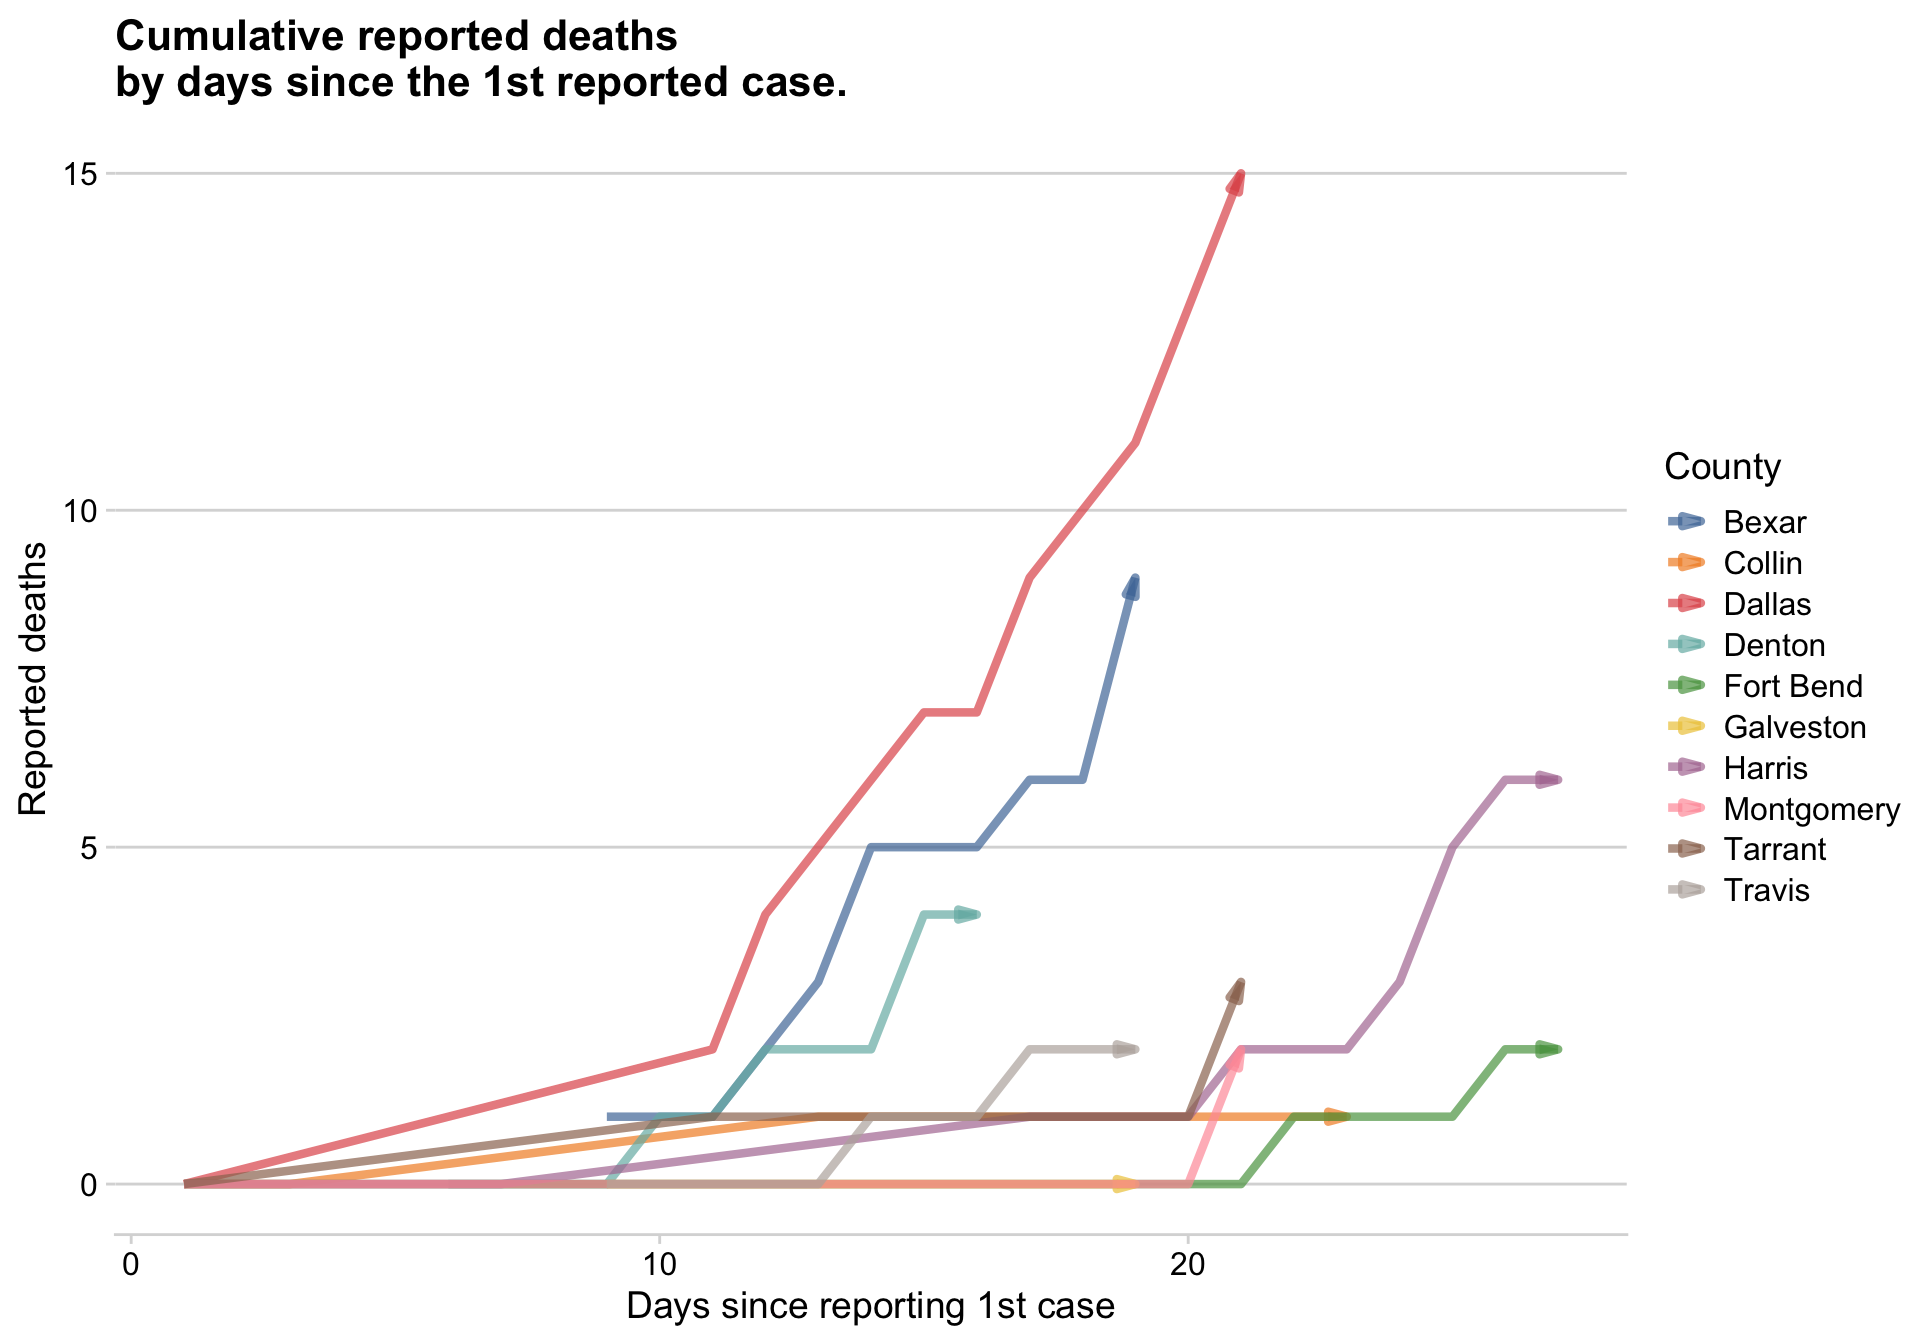 Cumulative reported deaths
by days since the 1st reported case.
15
10
5
0
Reported deaths
0 10 20
Days since reporting 1st case
County
Bexar
Collin
Dallas
Denton
Fort Bend
Galveston
Harris
Montgomery
Tarrant
Travis